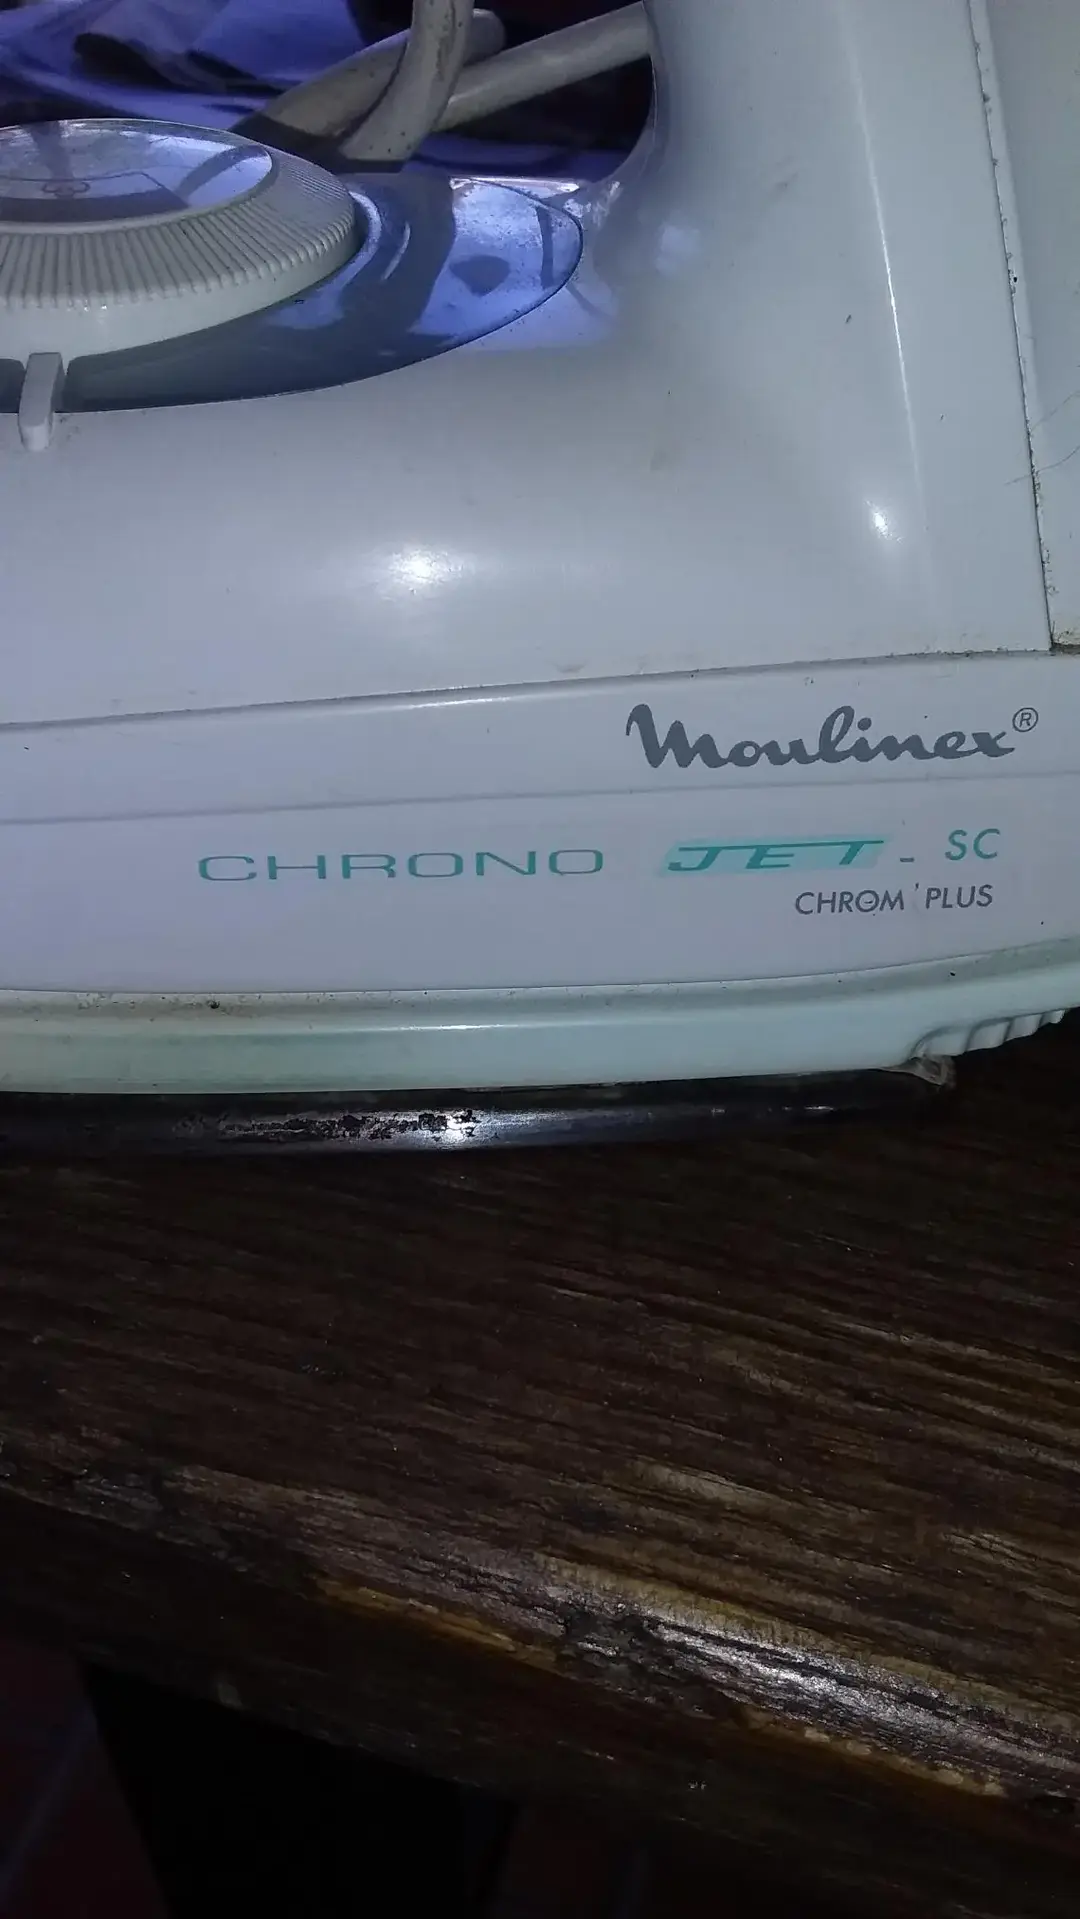 Moulinex®
CHRONO JET - SC
CHROM' PLUS